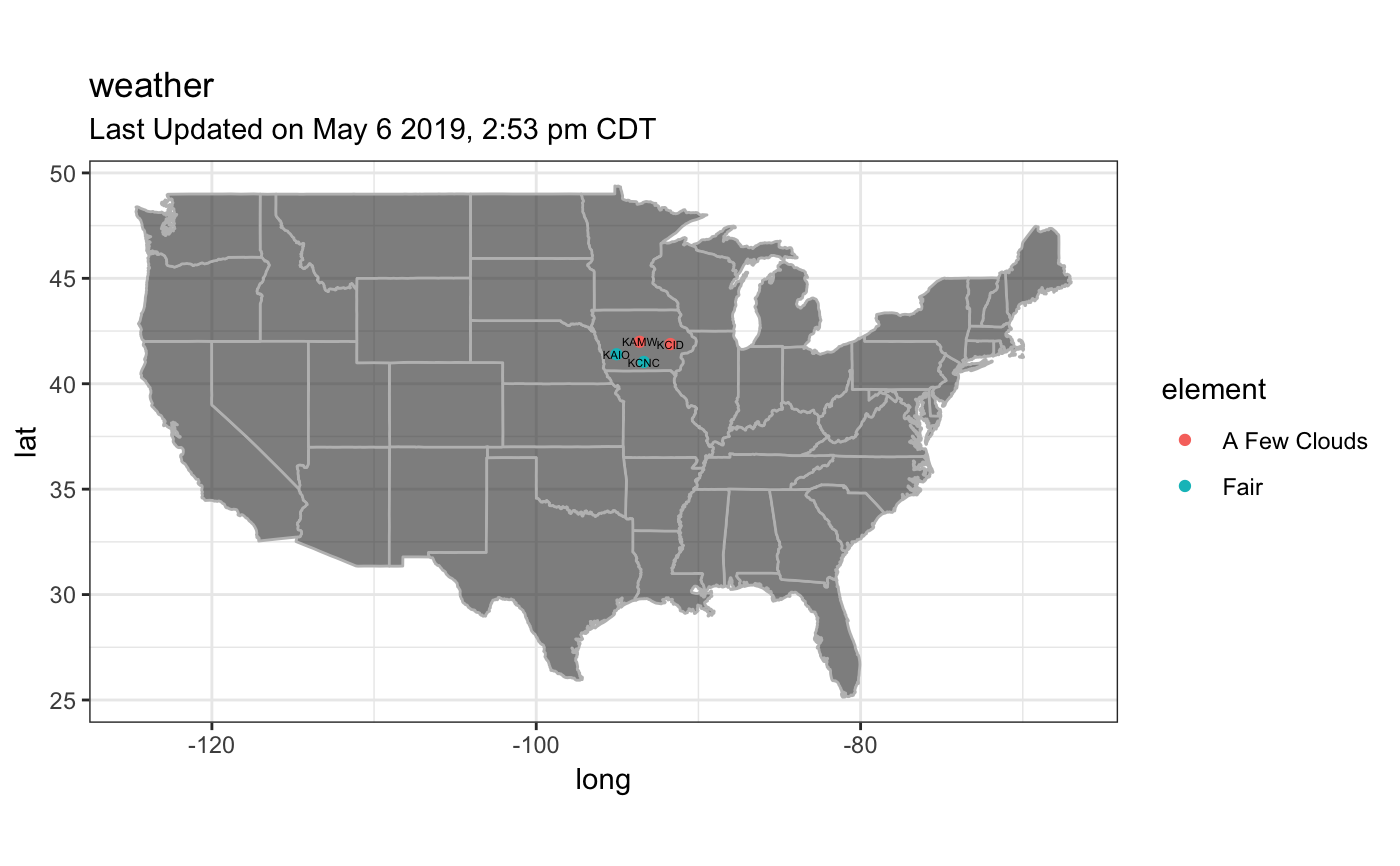 weather
Last Updated on May 6 2019, 2:53 pm CDT
50
45
40
35
30
25
lat
KAMW
KCID
KAIO
KCNC
-120
-100
-80
long
element
A Few Clouds
Fair